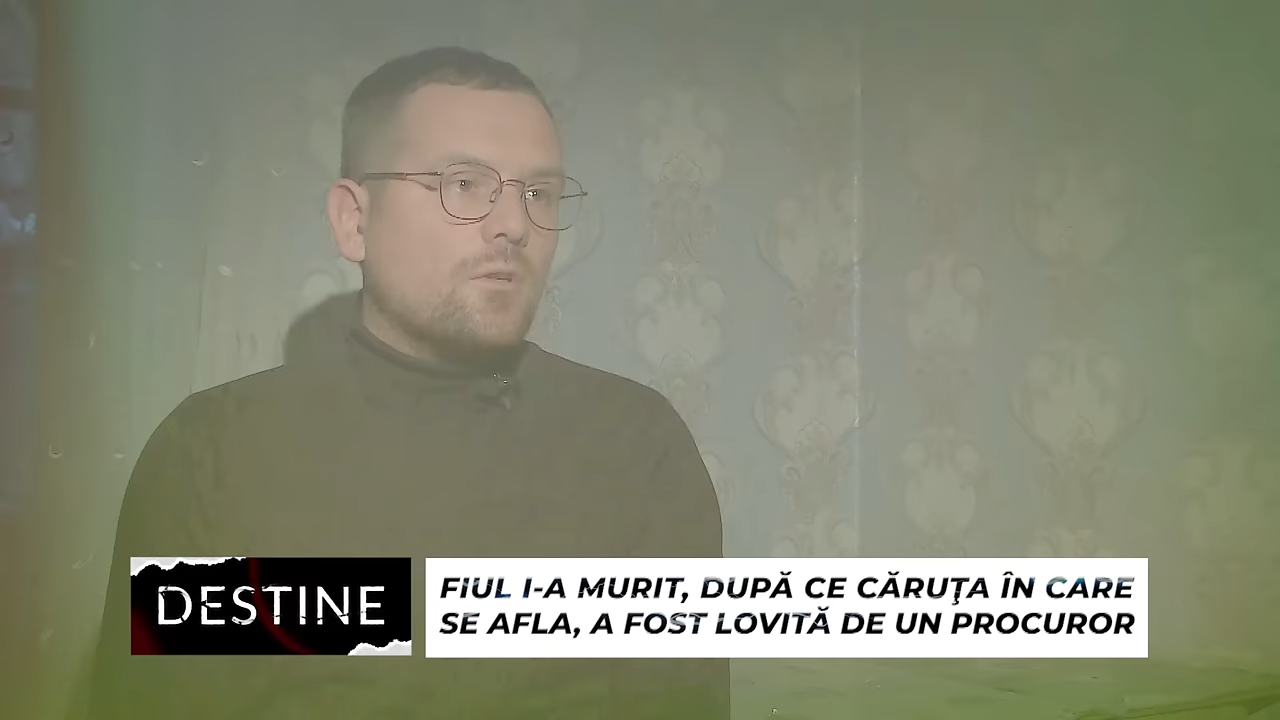 DESTINE
FIUL I-A MURIT, DUPĂ CE CĂRUŢA ÎN CARE
SE AFLA, A FOST LOVITĂ DE UN PROCUROR